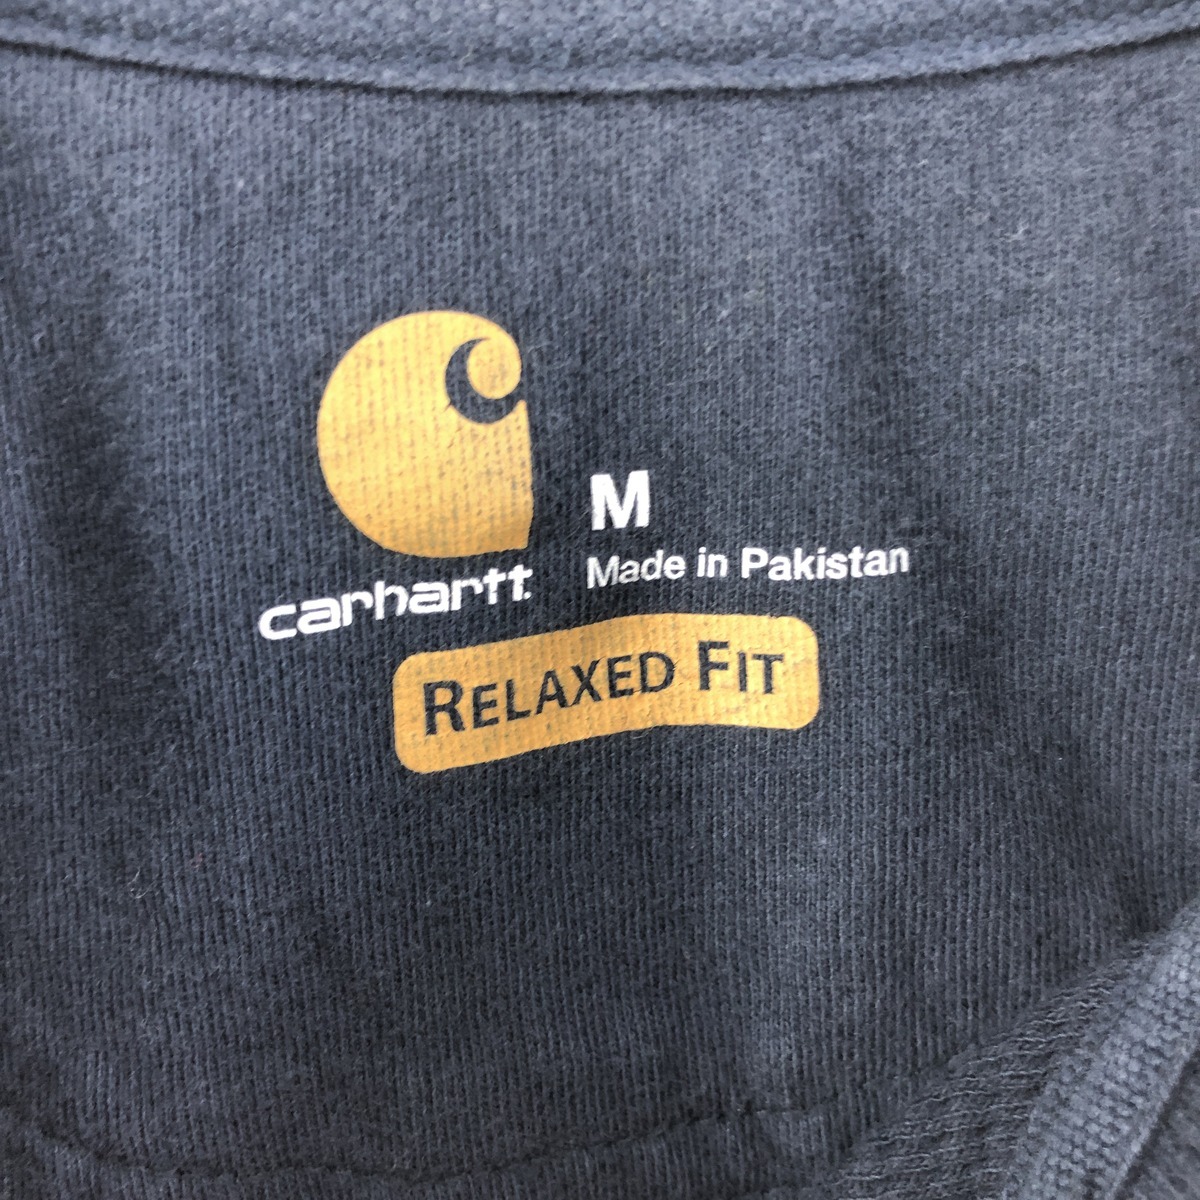 M
Made in Pakistan
carhartt
RELAXED FIT